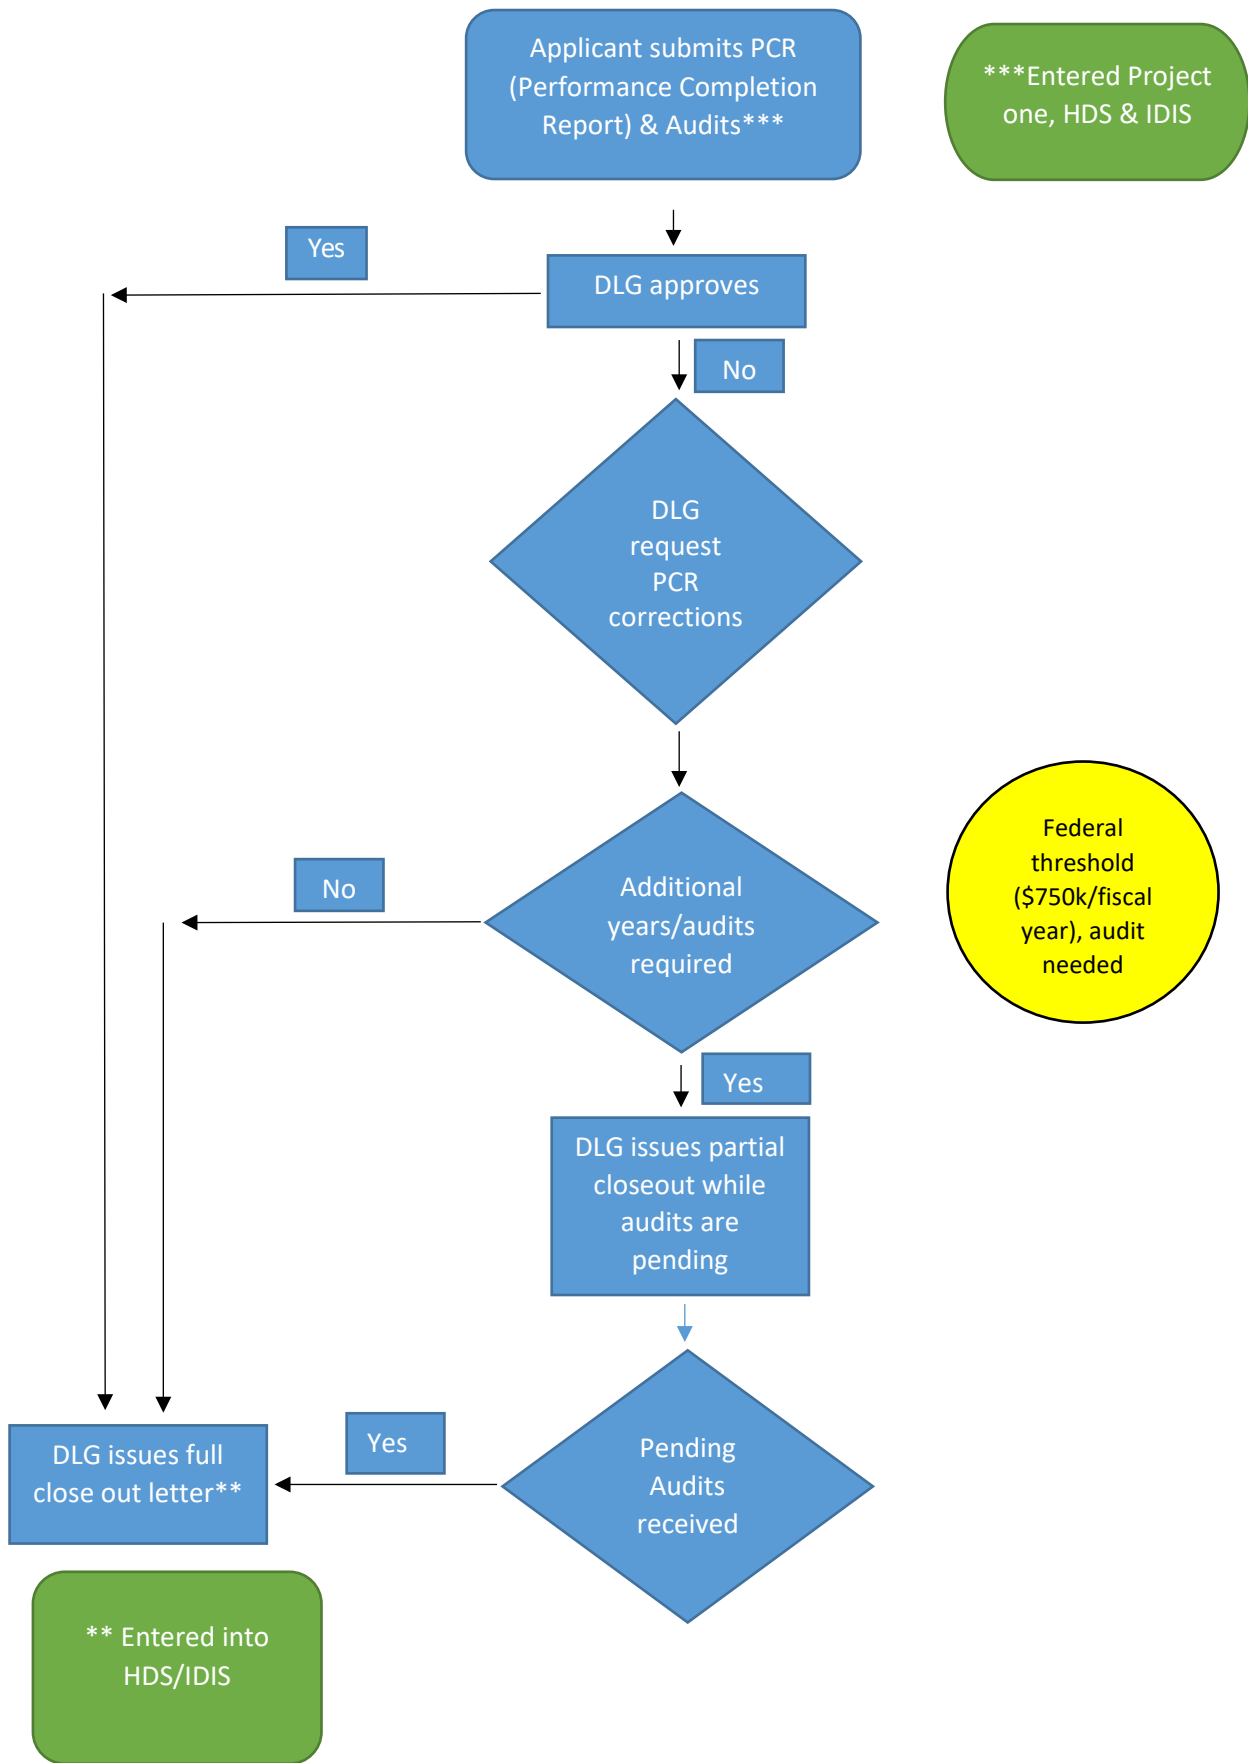 Applicant submits PCR
(Performance Completion
Report) & Audits***
***Entered Project
one, HDS & IDIS
Yes
DLG approves
No
DLG
request
PCR
corrections
No
Additional
years/audits
required
Federal
threshold
($750k/fiscal
year), audit
needed
Yes
DLG issues partial
closeout while
audits are
pending
DLG issues full
close out letter**
Yes
Pending
Audits
received
** Entered into
HDS/IDIS